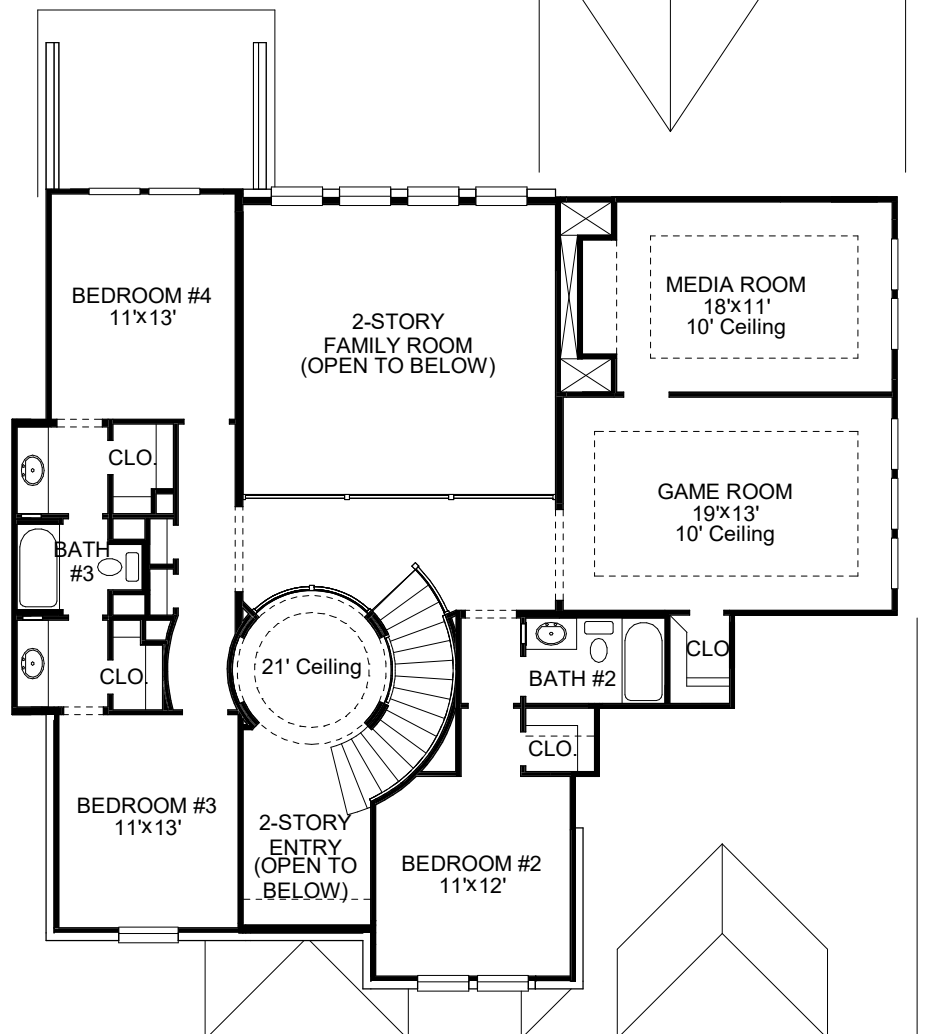 BEDROOM #4
11'x13'
2-STORY
FAMILY ROOM
(OPEN TO BELOW)
MEDIA ROOM
18'x11'
10' Ceiling
CLO.
GAME ROOM
19'x13'
10' Ceiling
BATH
#3
CLO.
21' Ceiling
BATH #2
CLO
CLO.
BEDROOM #3
11'x13'
2-STORY
ENTRY
(OPEN TO
BELOW)
BEDROOM #2
11'x12'